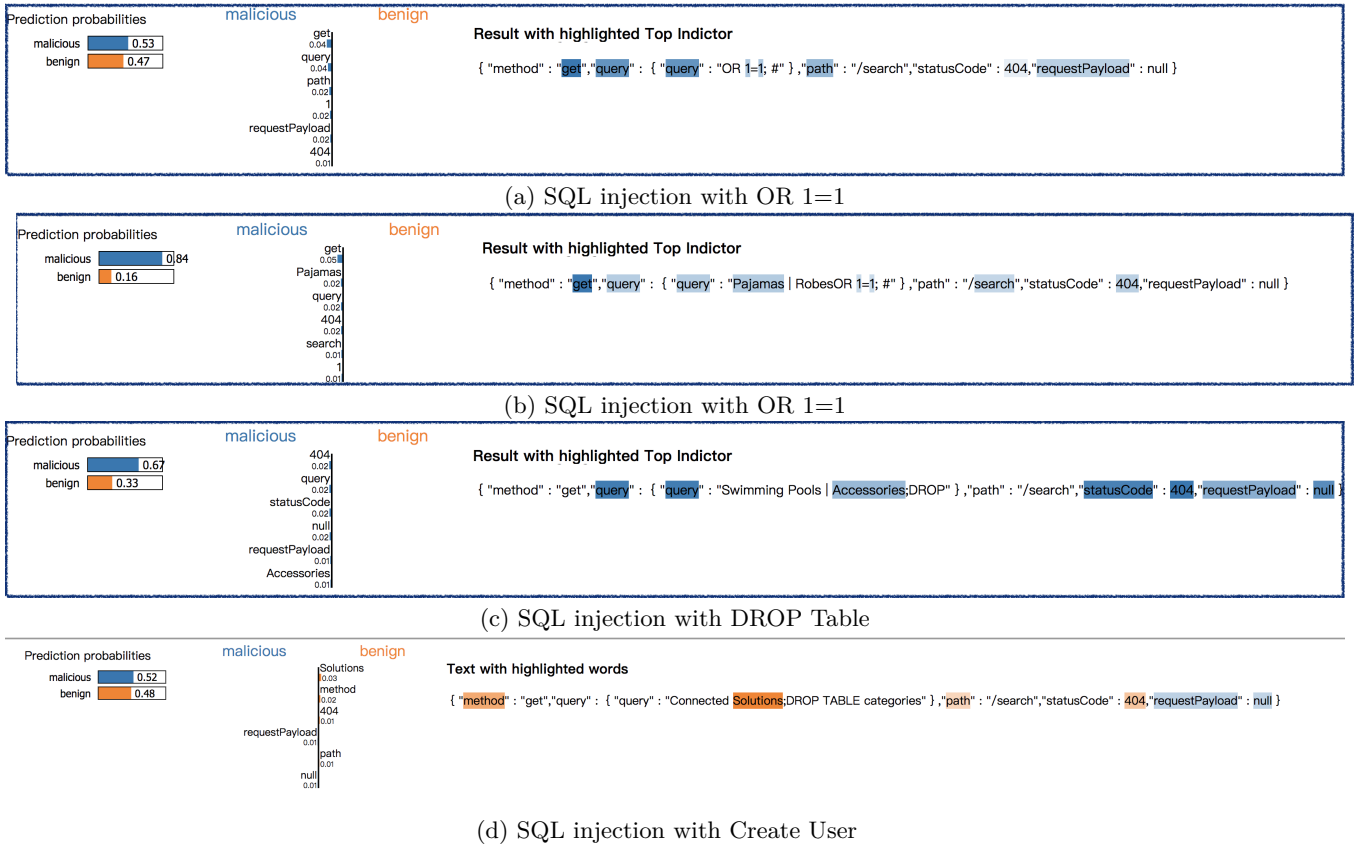 Prediction probabilities
malicious 0.53
benign 0.47
malicious benign
get
0.04
query
0.04
path
0.02
1
0.02
requestPayload
0.02
404
0.01
Result with highlighted Top Indictor
{ "method" : "get","query" : { "query" : "OR 1=1; #" } ,"path" : "/search","statusCode" : 404,"requestPayload" : null }
(a) SQL injection with OR 1=1
Prediction probabilities
malicious 0.84
benign 0.16
malicious benign
get
0.05
Pajamas
0.02
query
0.02
404
0.02
search
0.01
1
0.01
Result with highlighted Top Indictor
{ "method" : "get","query" : { "query" : "Pajamas | RobesOR 1=1; #" } ,"path" : "/search","statusCode" : 404,"requestPayload" : null }
(b) SQL injection with OR 1=1
Prediction probabilities
malicious 0.67
benign 0.33
malicious benign
404
0.02
query
0.02
statusCode
0.02
null
0.02
requestPayload
0.01
Accessories
0.01
Result with highlighted Top Indictor
{ "method" : "get","query" : { "query" : "Swimming Pools | Accessories;DROP" } ,"path" : "/search","statusCode" : 404,"requestPayload" : null }
(c) SQL injection with DROP Table
Prediction probabilities
malicious 0.52
benign 0.48
malicious benign
Solutions
0.03
method
0.02
404
0.01
requestPayload
0.01
path
0.01
null
0.01
Text with highlighted words
{ "method" : "get","query" : { "query" : "Connected Solutions;DROP TABLE categories" } ,"path" : "/search","statusCode" : 404,"requestPayload" : null }
(d) SQL injection with Create User